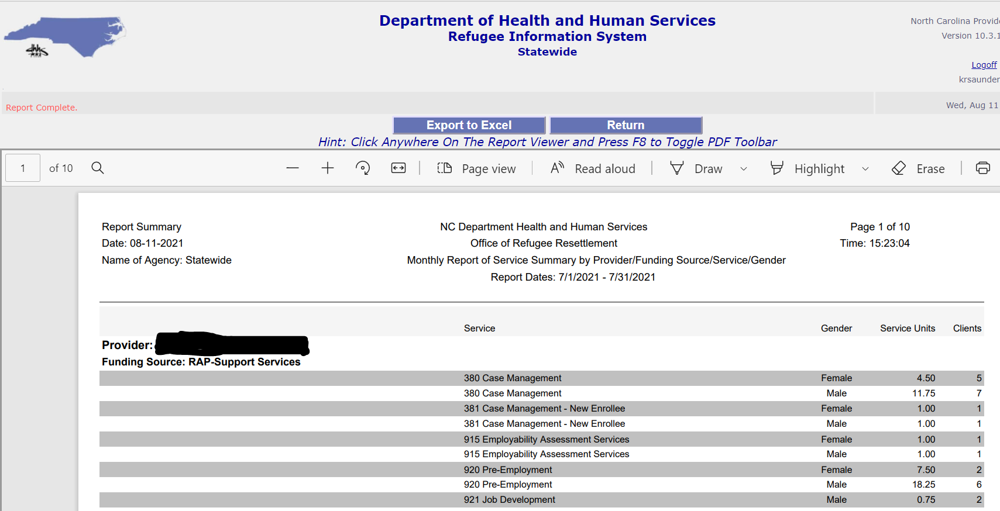 Department of Health and Human Services
Refugee Information System
Statewide
North Carolina Provid
Version 10.3.1
Logoff
krsaunder
dhhs
Report Complete.
Wed, Aug 11
Export to Excel Return
Hint: Click Anywhere On The Report Viewer and Press F8 to Toggle PDF Toolbar
1 of 10 Page view Read aloud Draw Highlight Erase
Report Summary NC Department Health and Human Services Page 1 of 10
Date: 08-11-2021 Office of Refugee Resettlement Time: 15:23:04
Name of Agency: Statewide Monthly Report of Service Summary by Provider/Funding Source/Service/Gender
Report Dates: 7/1/2021 - 7/31/2021
Service Gender Service Units Clients
Provider:
Funding Source: RAP-Support Services
380 Case Management Female 4.50 5
380 Case Management Male 11.75 7
381 Case Management - New Enrollee Female 1.00 1
381 Case Management - New Enrollee Male 1.00 1
915 Employability Assessment Services Female 1.00 1
915 Employability Assessment Services Male 1.00 1
920 Pre-Employment Female 7.50 2
920 Pre-Employment Male 18.25 6
921 Job Development Male 0.75 2